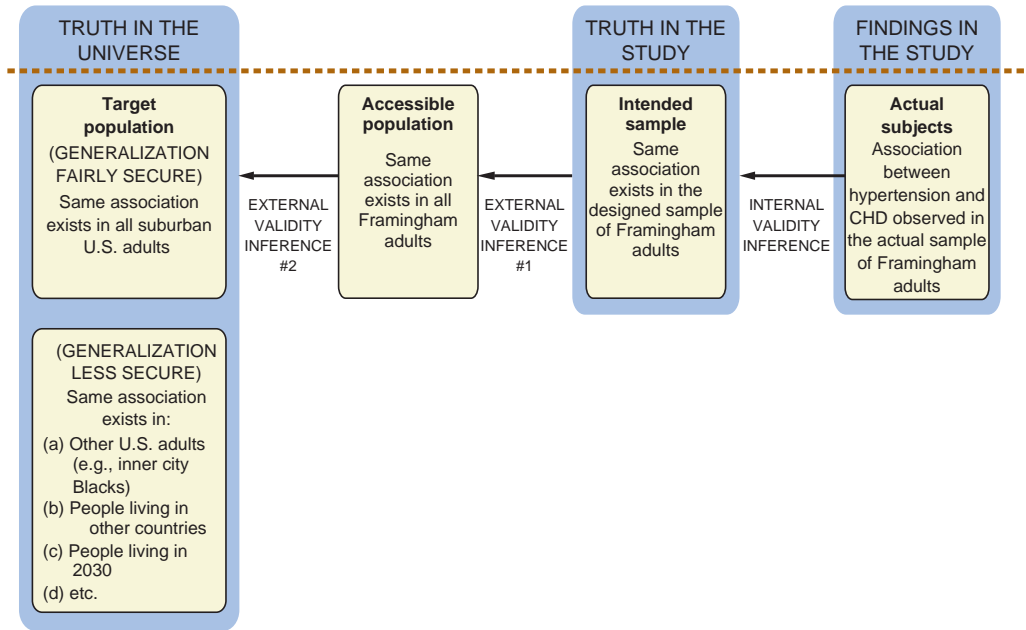 TRUTH IN THE
UNIVERSE
TRUTH IN THE
STUDY
FINDINGS IN
THE STUDY
Target
population
(GENERALIZATION
FAIRLY SECURE)
Same association
exists in all suburban
U.S. adults
EXTERNAL
VALIDITY
INFERENCE
#2
Accessible
population
Same
association
exists in all
Framingham
adults
EXTERNAL
VALIDITY
INFERENCE
#1
Intended
sample
Same
association
exists in the
designed sample
of Framingham
adults
INTERNAL
VALIDITY
INFERENCE
Actual
subjects
Association
between
hypertension and
CHD observed in
the actual sample
of Framingham
adults
(GENERALIZATION
LESS SECURE)
Same association
exists in:
(a) Other U.S. adults
(e.g., inner city
Blacks)
(b) People living in
other countries
(c) People living in
2030
(d) etc.